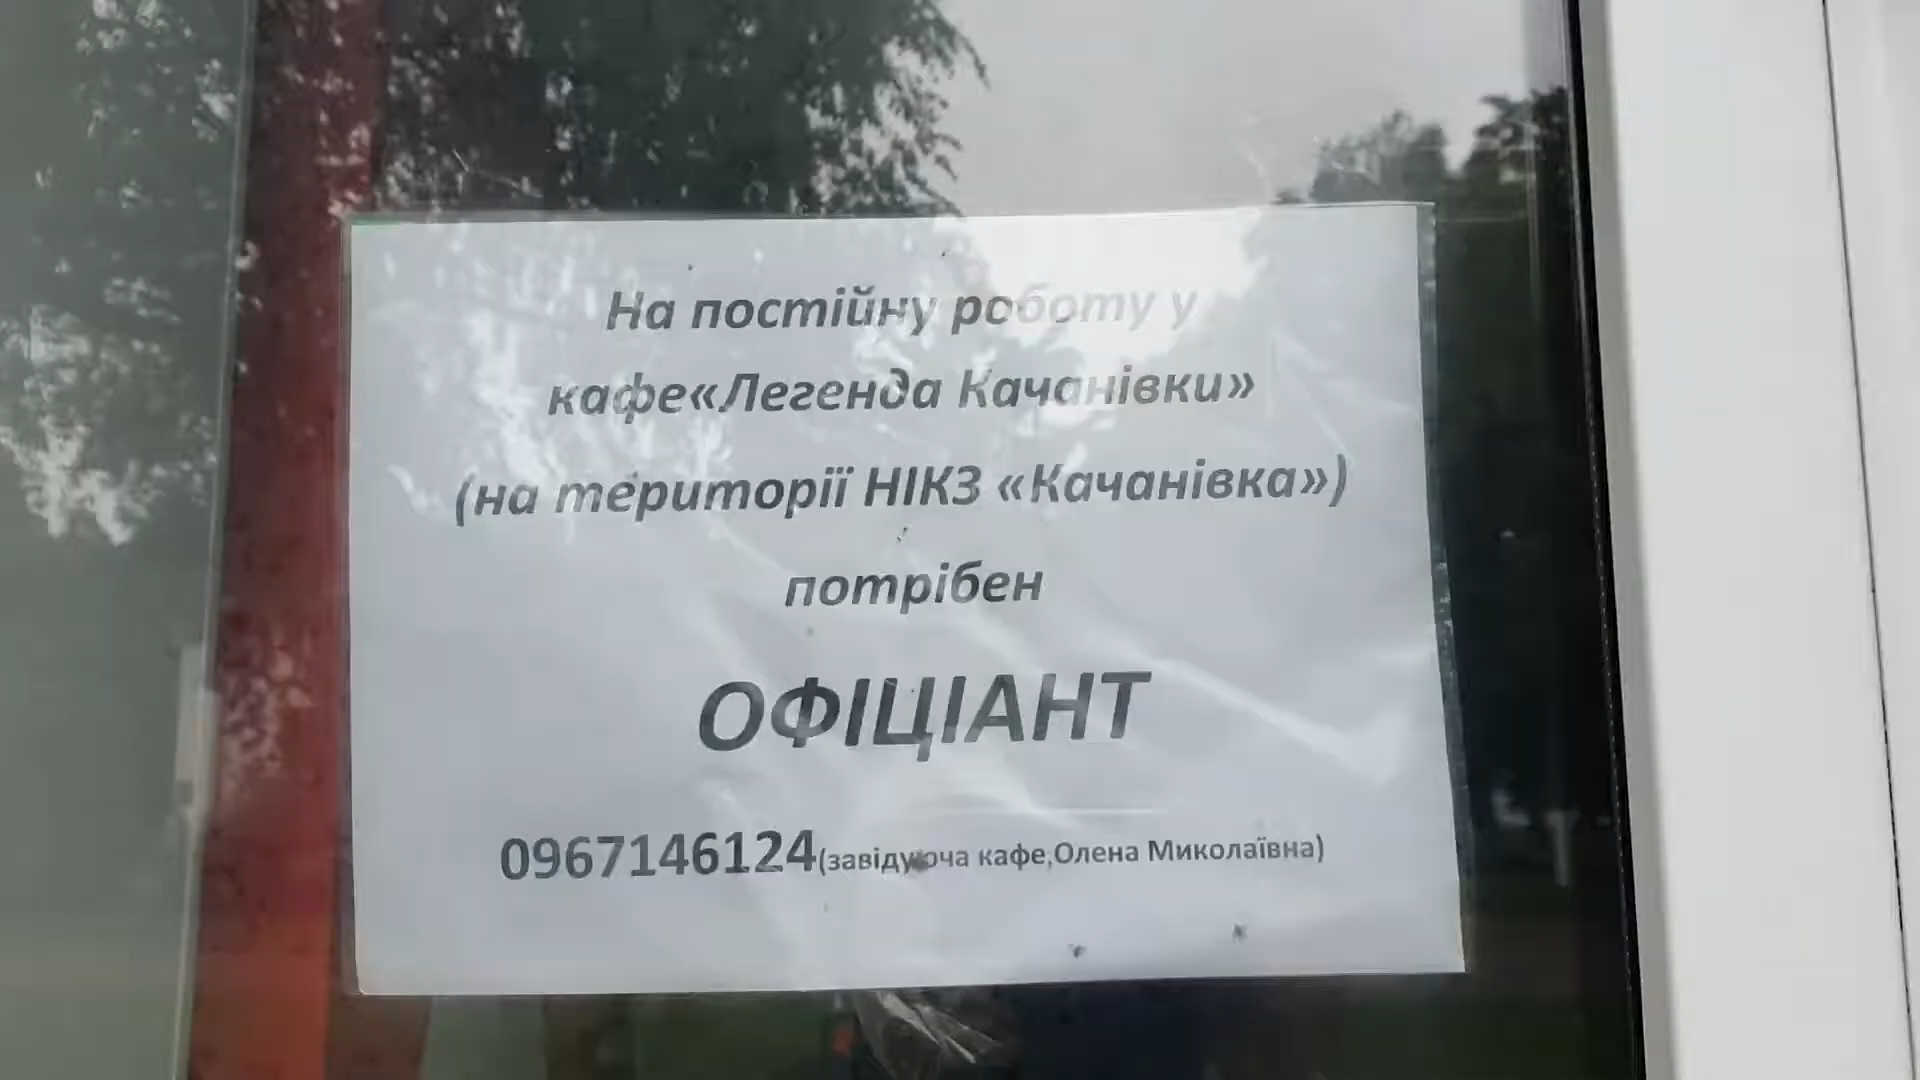 На постійну роботу у
кафе«Легенда Качанівки»
(на території НІКЗ «Качанівка»)
потрібен
ОФІЦІАНТ
0967146124(завідуюча кафе,Олена Миколаївна)